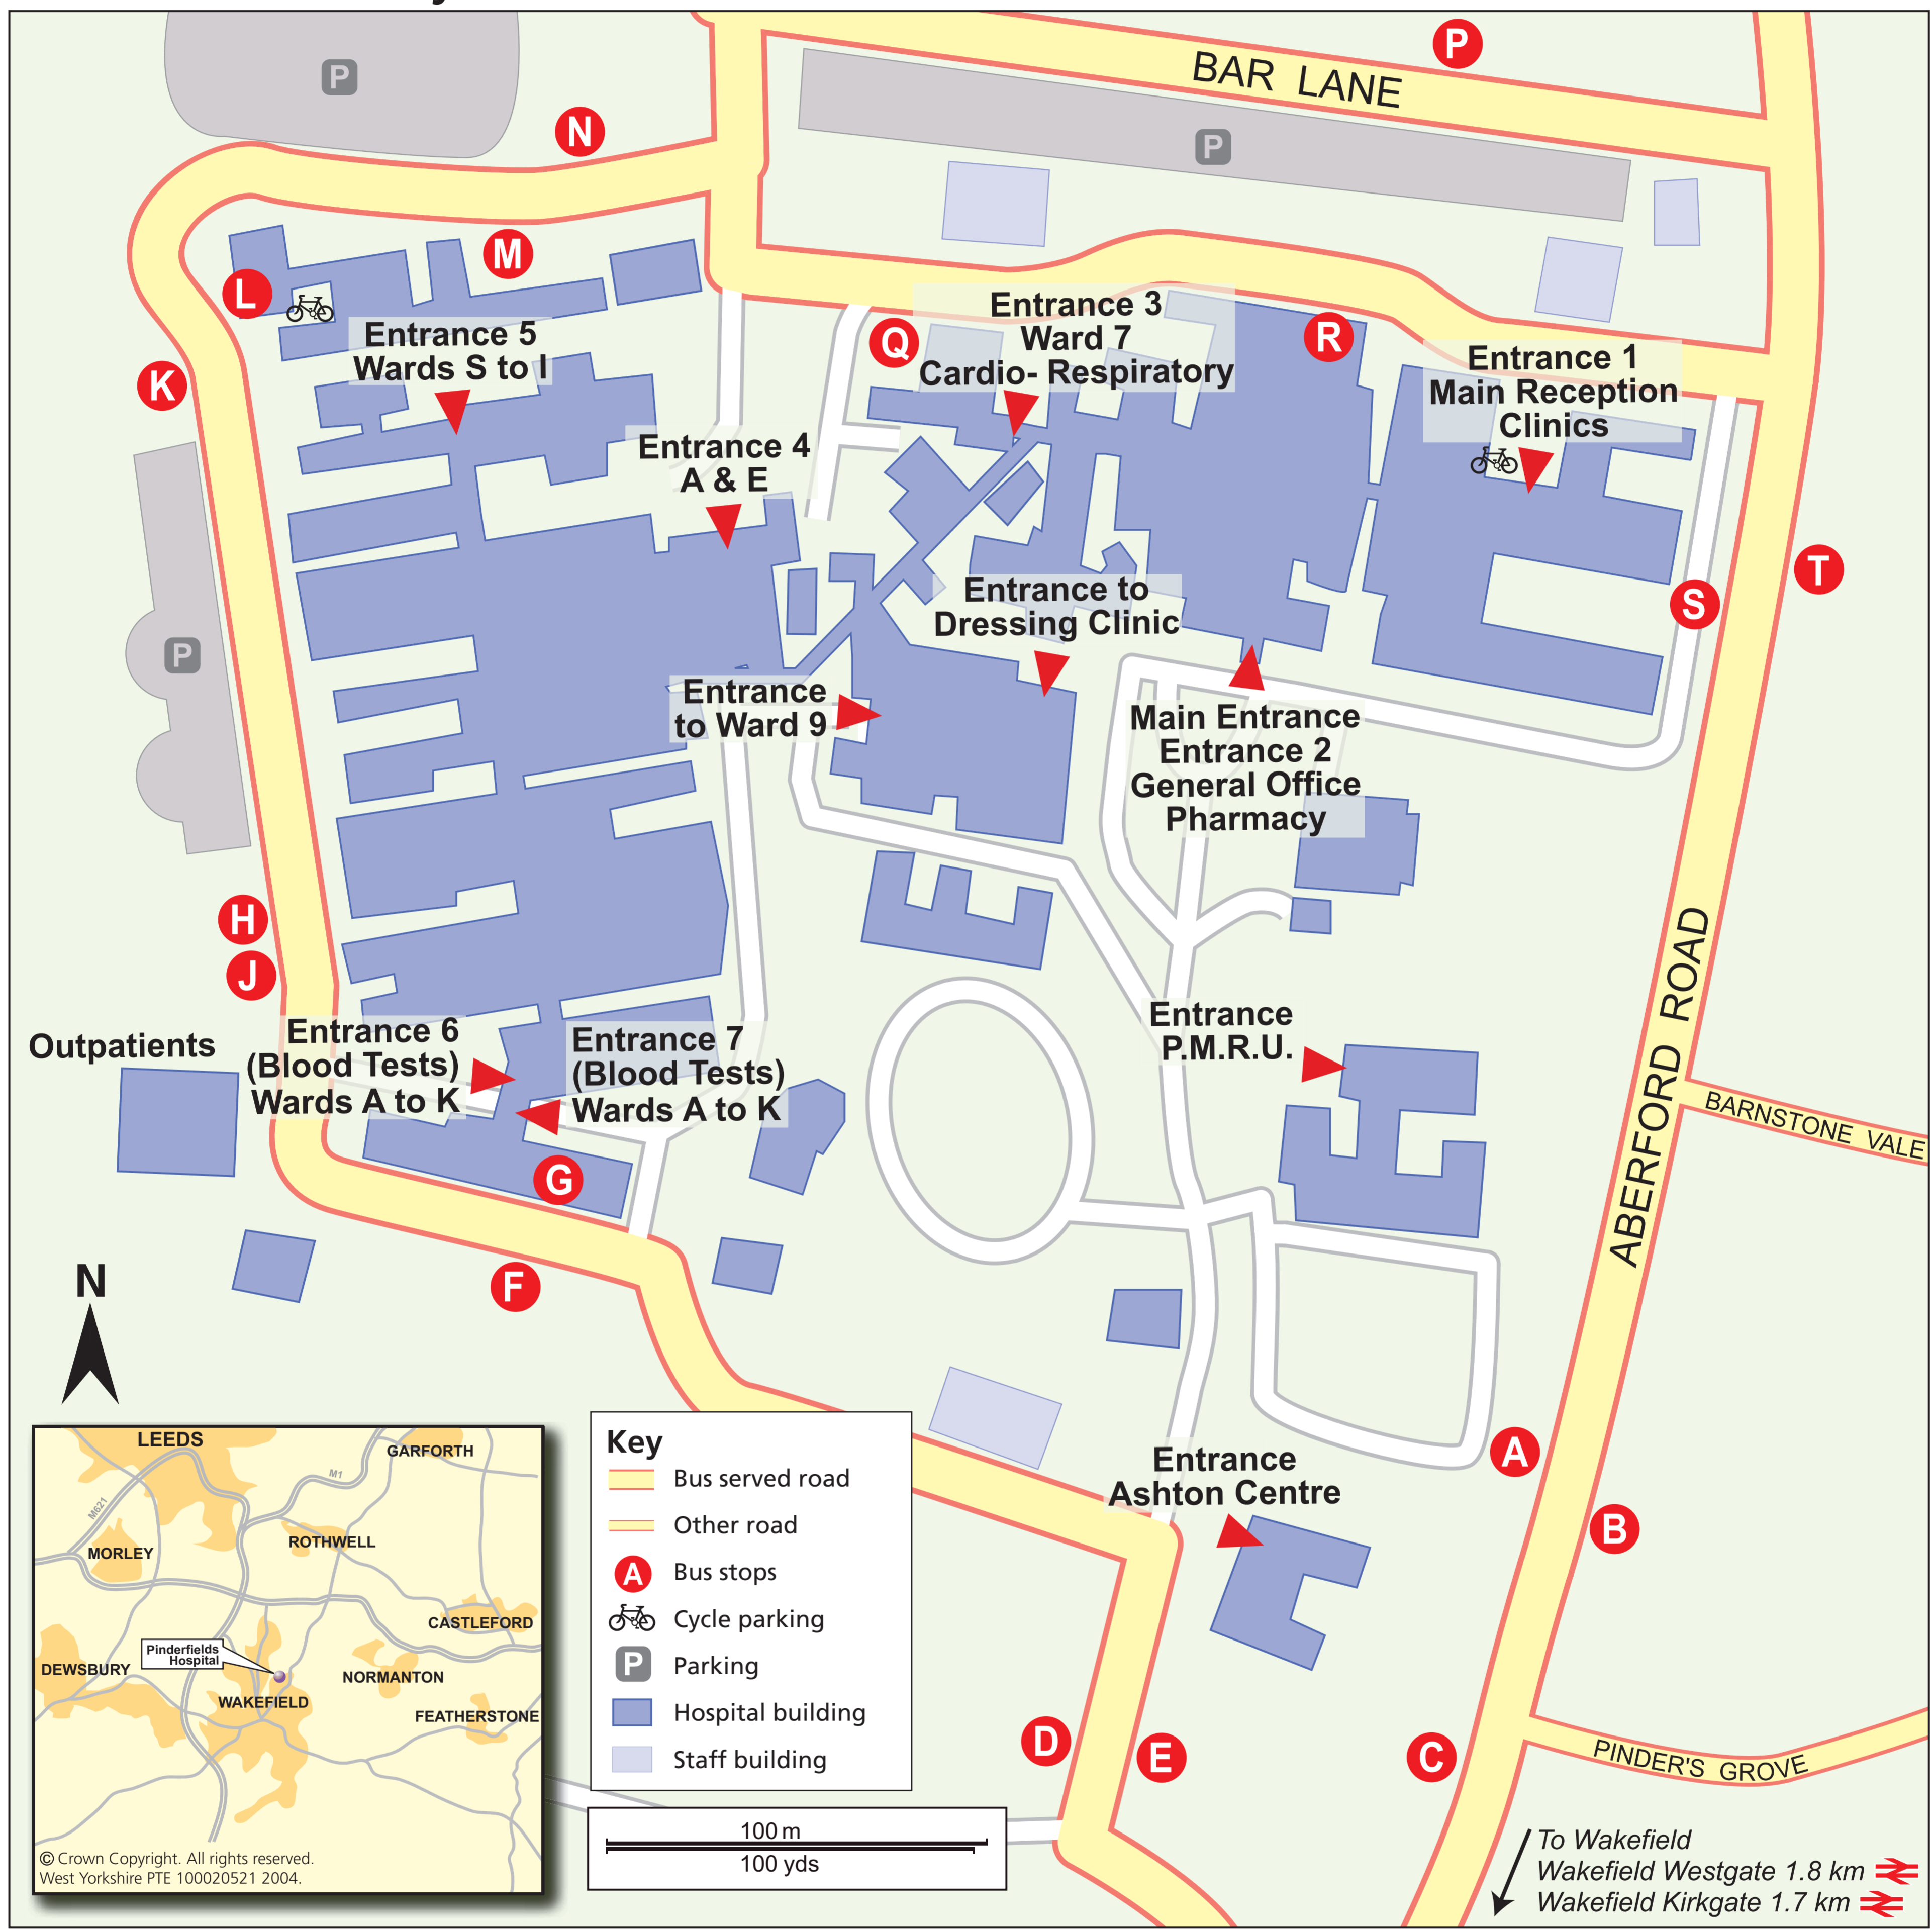 P
BAR LANE
P
N
P
M
L
Entrance 5
Wards S to I
K
Q
Entrance 3
Ward 7
Cardio- Respiratory
R
Entrance 1
Main Reception
Clinics
Entrance 4
A & E
T
S
Entrance to
Dressing Clinic
P
Entrance
to Ward 9
Main Entrance
Entrance 2
General Office
Pharmacy
H
J
ABERFORD ROAD
Outpatients
Entrance 6
(Blood Tests)
Wards A to K
Entrance 7
(Blood Tests)
Wards A to K
Entrance
P.M.R.U.
BARNSTONE VALE
G
F
N
A
B
Entrance
Ashton Centre
D
E
C
PINDER'S GROVE
Key
Bus served road
Other road
A Bus stops
Cycle parking
P Parking
Hospital building
Staff building
100 m
100 yds
LEEDS
GARFORTH
M1
M621
ROTHWELL
MORLEY
CASTLEFORD
Pinderfields
Hospital
DEWSBURY
NORMANTON
WAKEFIELD
FEATHERSTONE
© Crown Copyright. All rights reserved.
West Yorkshire PTE 100020521 2004.
To Wakefield
Wakefield Westgate 1.8 km
Wakefield Kirkgate 1.7 km